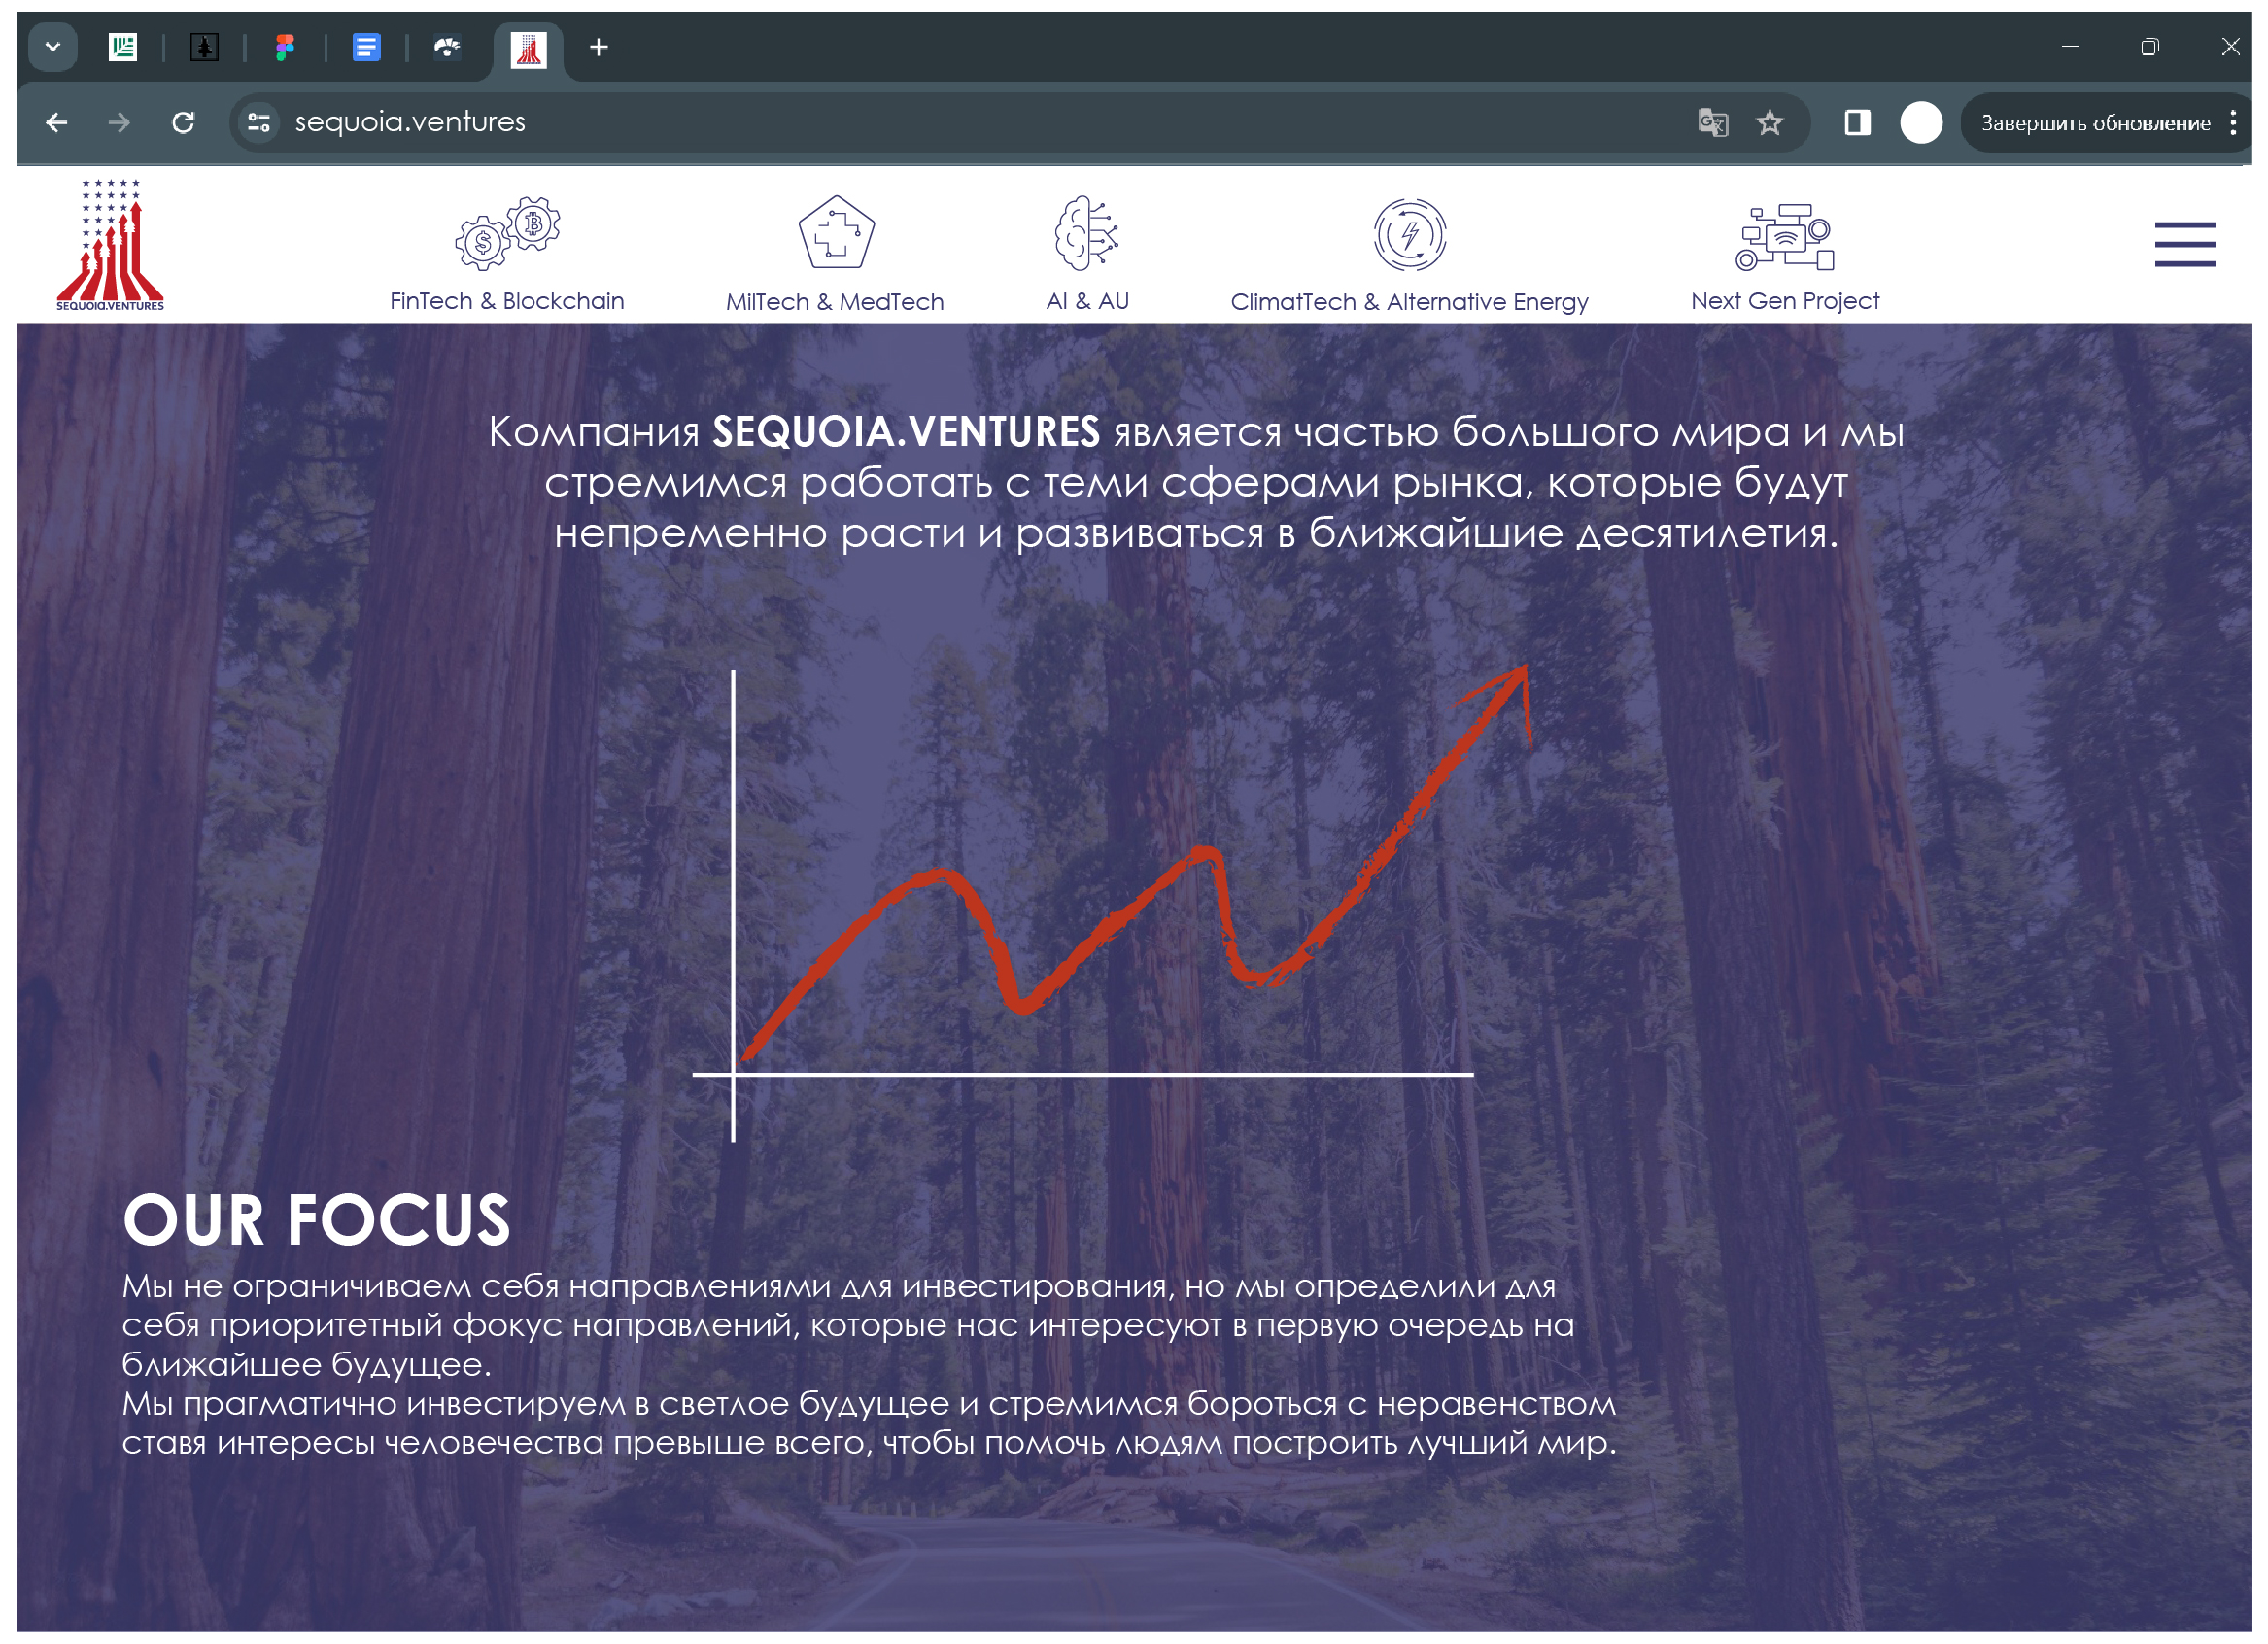 sequoia.ventures
Завершить обновление
SEQUOIA.VENTURES
FinTech & Blockchain
MilTech & MedTech
AI & AU
ClimatTech & Alternative Energy
Next Gen Project
Компания SEQUOIA.VENTURES является частью большого мира и мы
стремимся работать с теми сферами рынка, которые будут
непременно расти и развиваться в ближайшие десятилетия.
OUR FOCUS
Мы не ограничиваем себя направлениями для инвестирования, но мы определили для
себя приоритетный фокус направлений, которые нас интересуют в первую очередь на
ближайшее будущее.
Мы прагматично инвестируем в светлое будущее и стремимся бороться с неравенством
ставя интересы человечества превыше всего, чтобы помочь людям построить лучший мир.